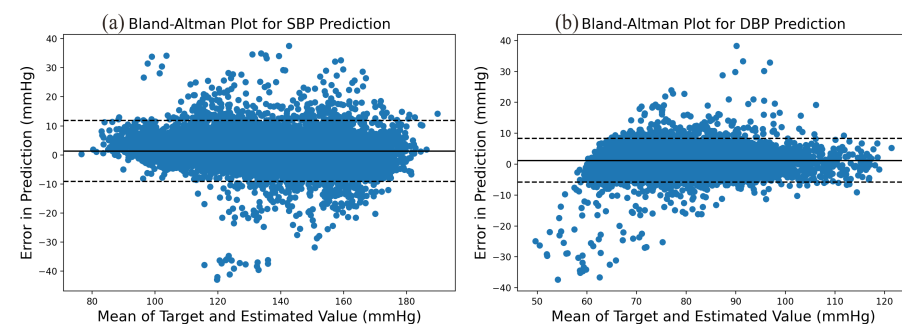 (a) Bland-Altman Plot for SBP Prediction
40
30
20
10
0
−10
−20
−30
−40
Error in Prediction (mmHg)
80 100 120 140 160 180
Mean of Target and Estimated Value (mmHg)
(b) Bland-Altman Plot for DBP Prediction
40
30
20
10
0
−10
−20
−30
−40
Error in Prediction (mmHg)
50 60 70 80 90 100 110 120
Mean of Target and Estimated Value (mmHg)